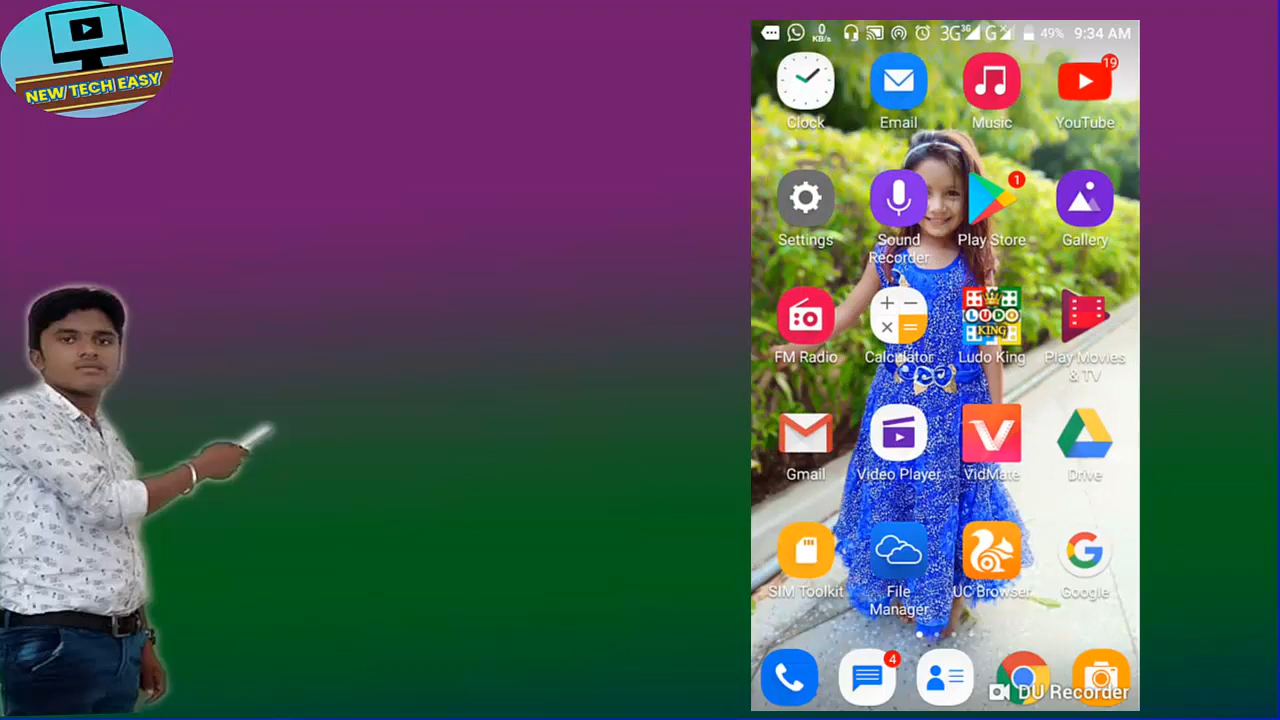 NEW TECH EASY
0
KB/s
3G 3G G 49% 9:34 AM
Clock Email Music YouTube
19
Settings Sound Recorder Play Store Gallery
1
LUDO
KING
FM Radio Calculator Ludo King Play Movies & TV
Gmail Video Player VidMate Drive
SIM Toolkit File Manager UC Browser Google
4
DU Recorder